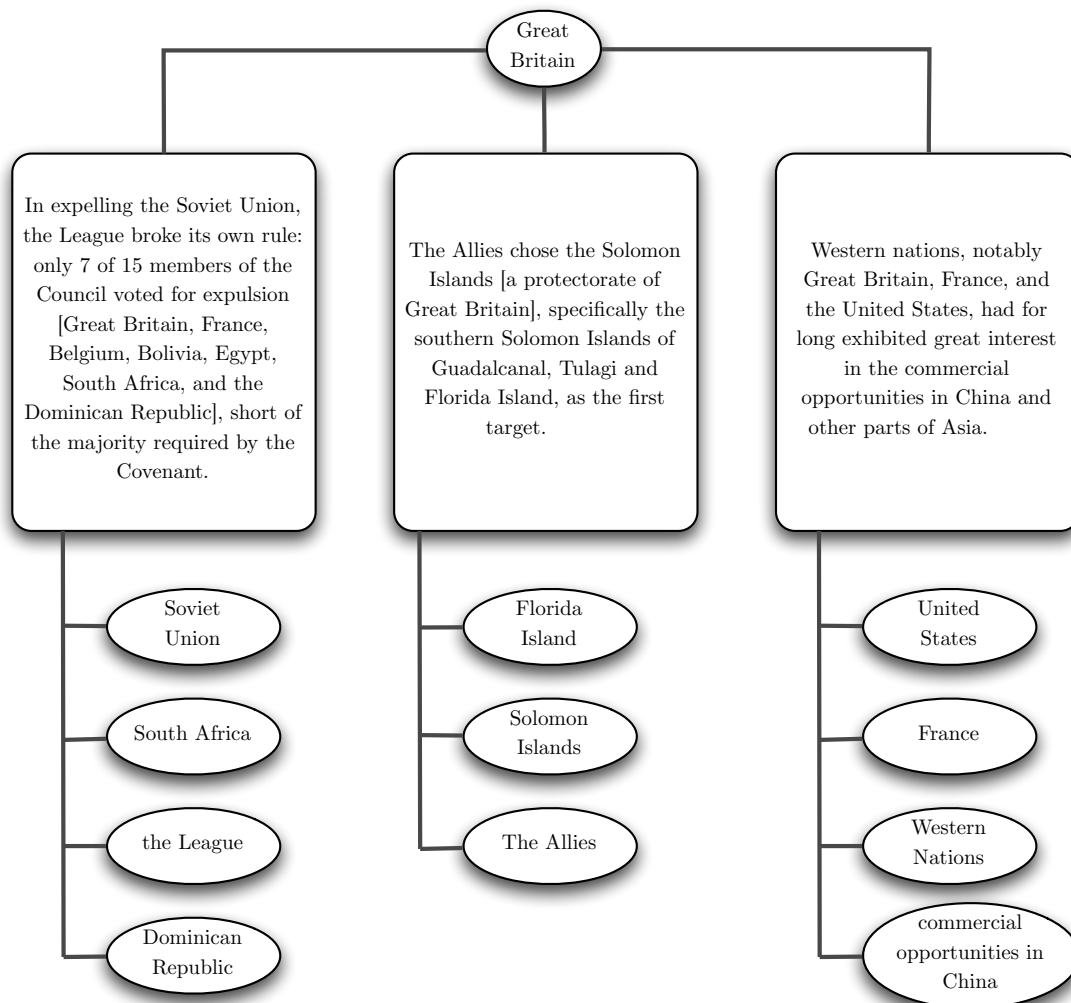 Great
Britain
In expelling the Soviet Union,
the League broke its own rule:
only 7 of 15 members of the
Council voted for expulsion
[Great Britain, France,
Belgium, Bolivia, Egypt,
South Africa, and the
Dominican Republic], short of
the majority required by the
Covenant.
The Allies chose the Solomon
Islands [a protectorate of
Great Britain], specifically the
southern Solomon Islands of
Guadalcanal, Tulagi and
Florida Island, as the first
target.
Western nations, notably
Great Britain, France, and
the United States, had for
long exhibited great interest
in the commercial
opportunities in China and
other parts of Asia.
Soviet
Union
South Africa
the League
Dominican
Republic
Florida
Island
Solomon
Islands
The Allies
United
States
France
Western
Nations
commercial
opportunities in
China